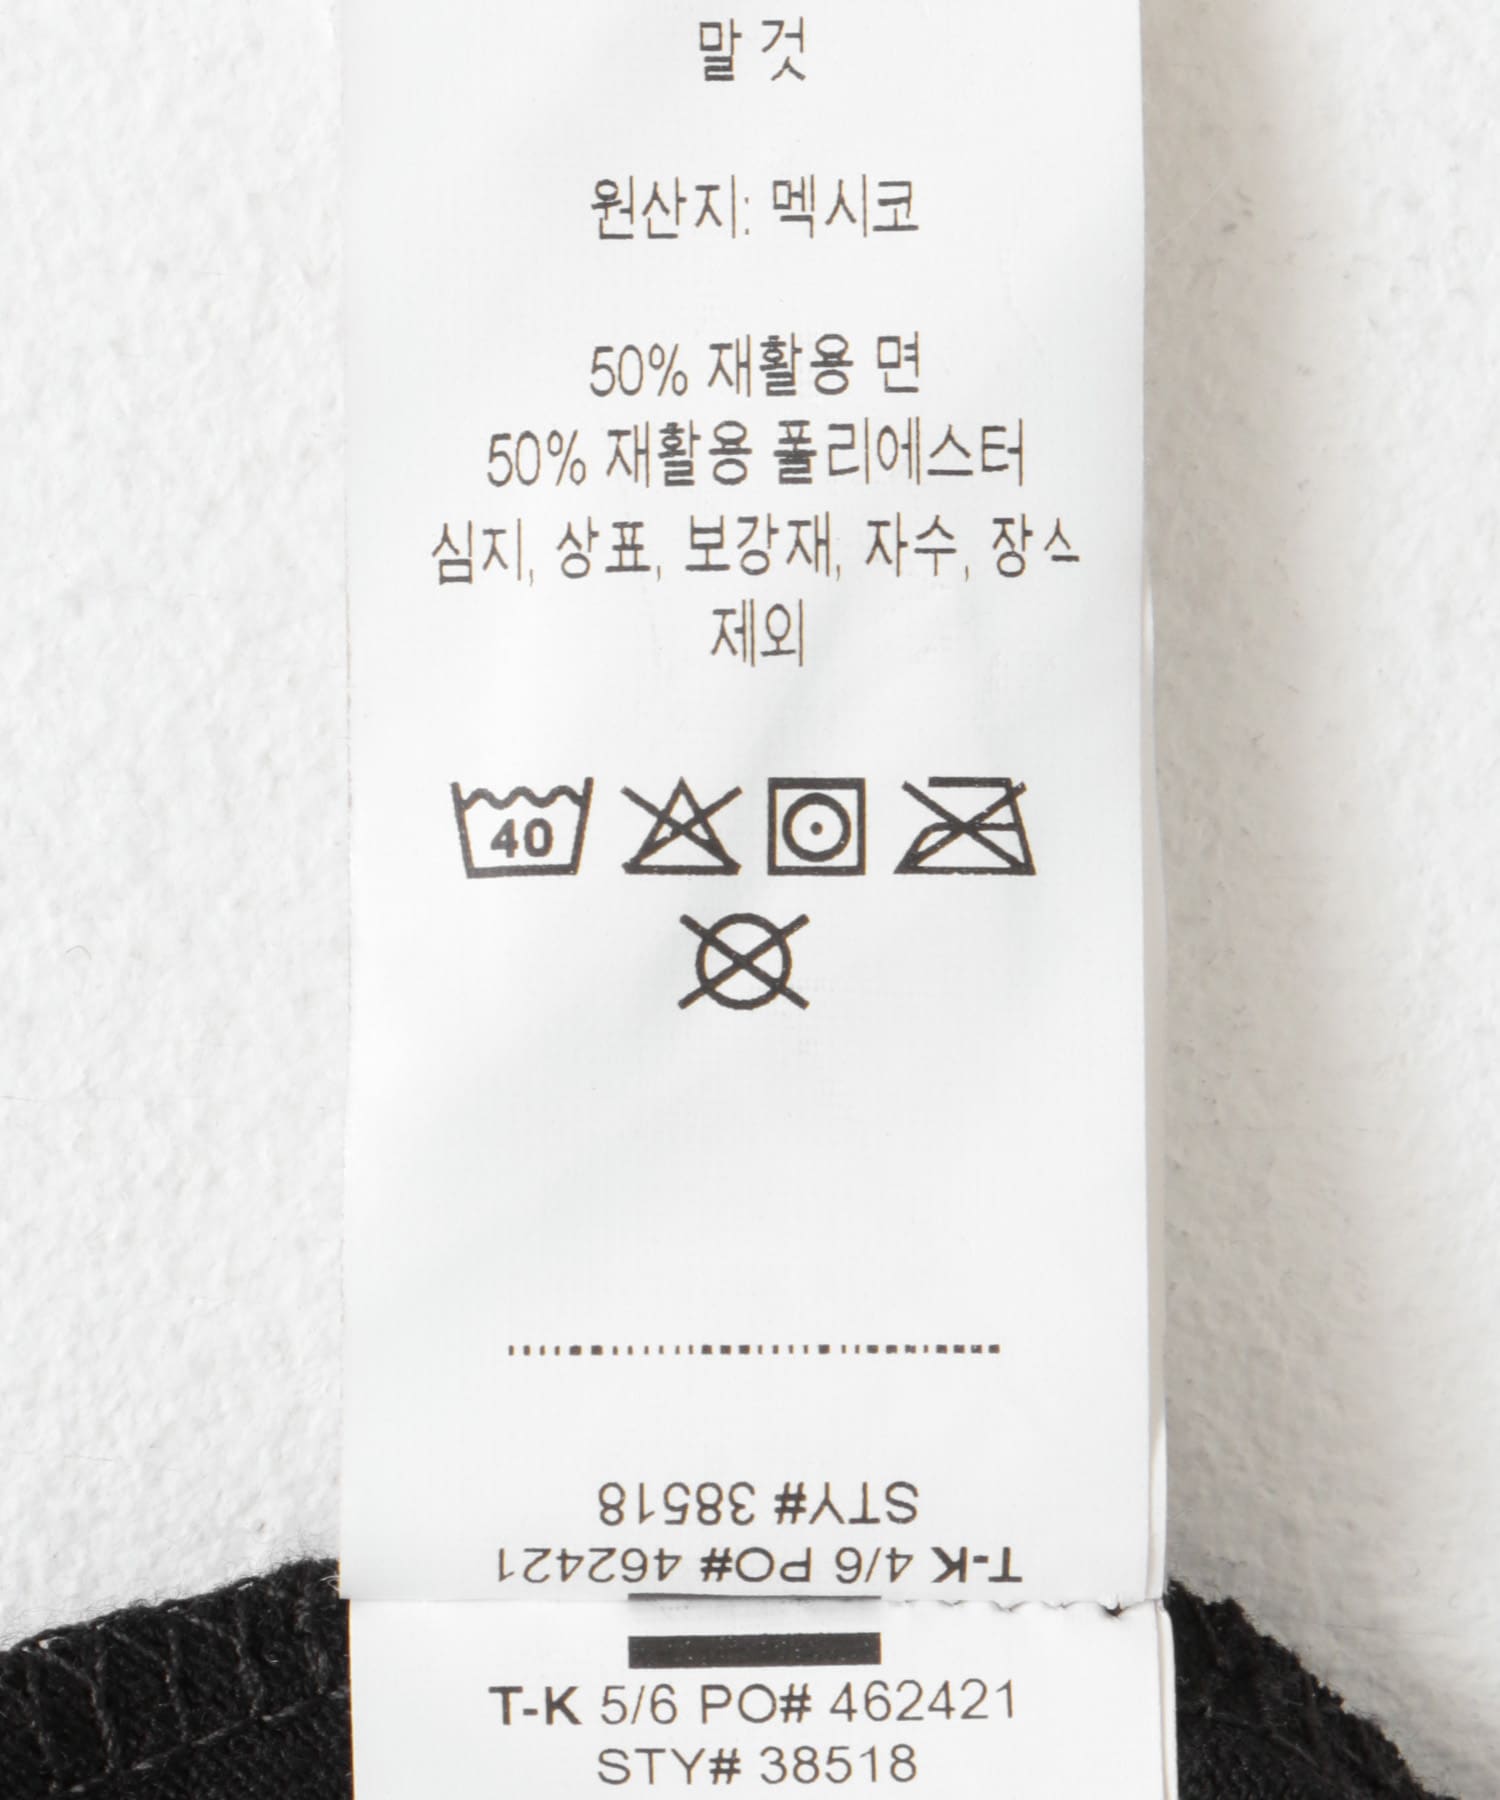 말 것
원산지: 멕시코
50% 재활용 면
50% 재활용 폴리에스터
심지, 상표, 보강재, 자수, 장스
제외
40
STY# 38518
T-K 4/6 PO# 462421
T-K 5/6 PO# 462421
STY# 38518